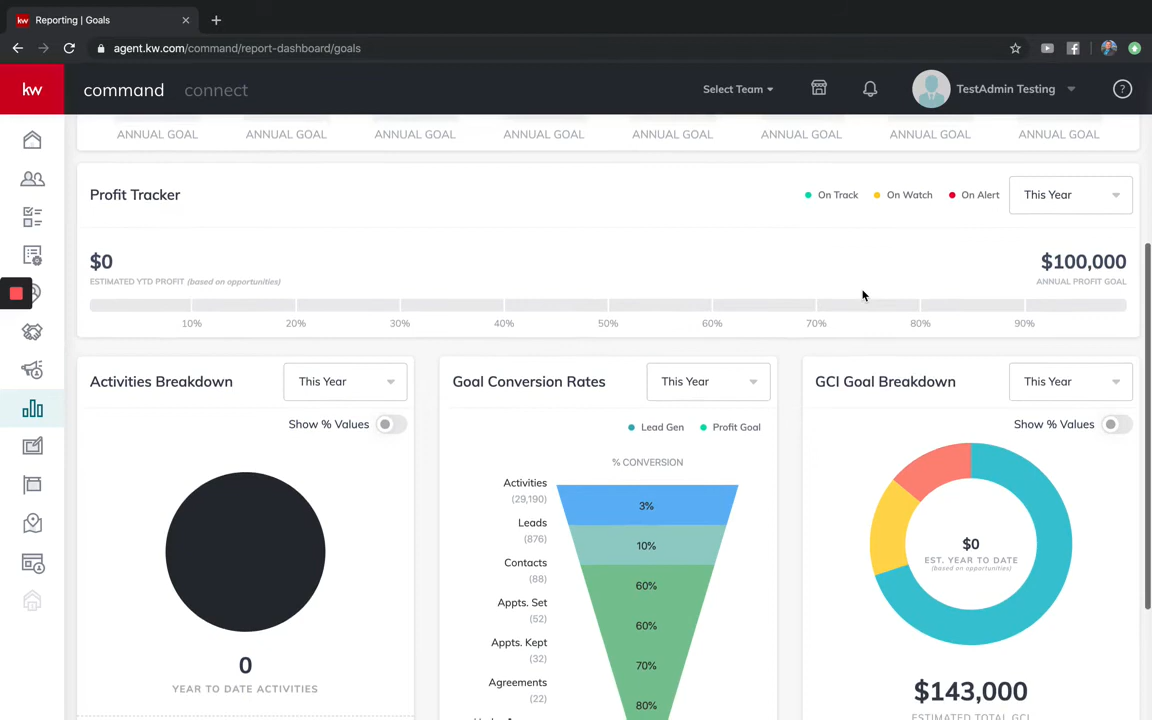 kw Reporting | Goals
agent.kw.com/command/report-dashboard/goals
kw command connect Select Team TestAdmin Testing ?
ANNUAL GOAL ANNUAL GOAL ANNUAL GOAL ANNUAL GOAL ANNUAL GOAL ANNUAL GOAL ANNUAL GOAL ANNUAL GOAL
Profit Tracker On Track On Watch On Alert This Year
$0 $100,000
ESTIMATED YTD PROFIT (based on opportunities) ANNUAL PROFIT GOAL
10% 20% 30% 40% 50% 60% 70% 80% 90%
Activities Breakdown This Year
Show % Values
0
YEAR TO DATE ACTIVITIES
Goal Conversion Rates This Year
Lead Gen Profit Goal
% CONVERSION
Activities
(29,190) 3%
Leads
(876) 10%
Contacts
(88) 60%
Appts. Set
(52) 60%
Appts. Kept
(32) 70%
Agreements
(22) 80%
GCI Goal Breakdown This Year
Show % Values
$0
EST. YEAR TO DATE
(based on opportunities)
$143,000
ESTIMATED TOTAL GCI